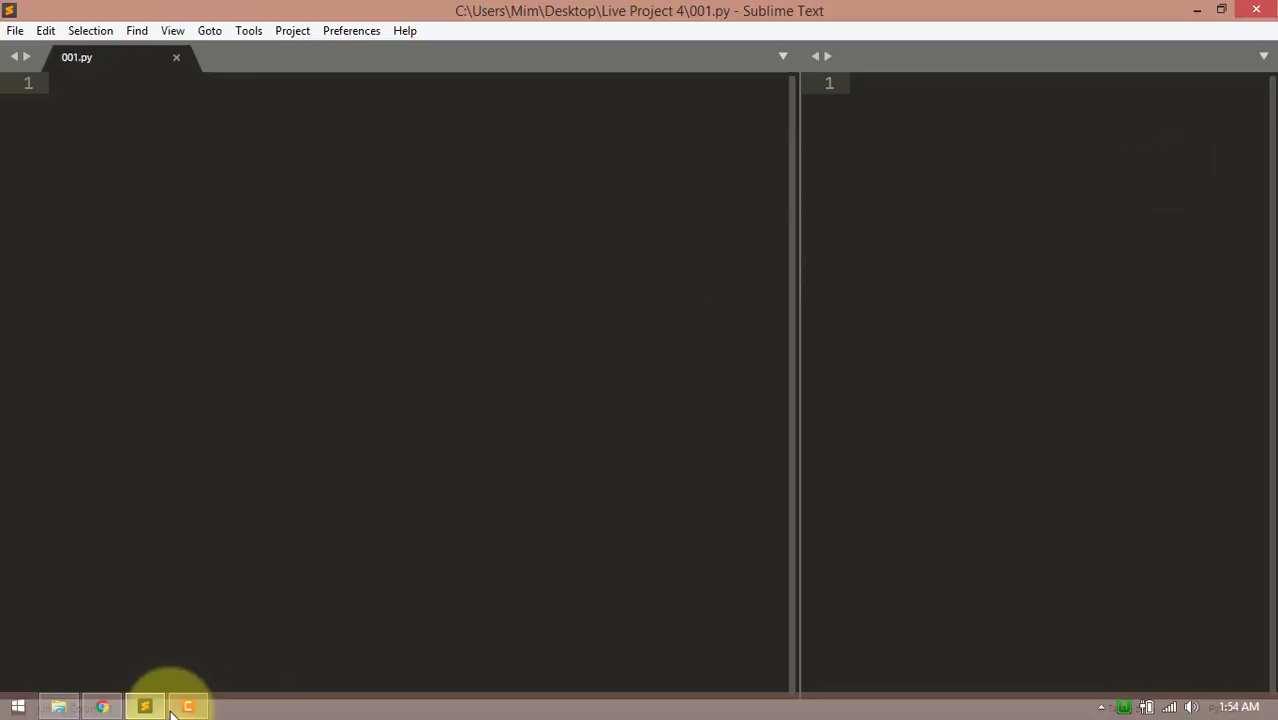 C:\Users\Mim\Desktop\Live Project 4\001.py - Sublime Text
File Edit Selection Find View Goto Tools Project Preferences Help
001.py
1
1
1:54 AM